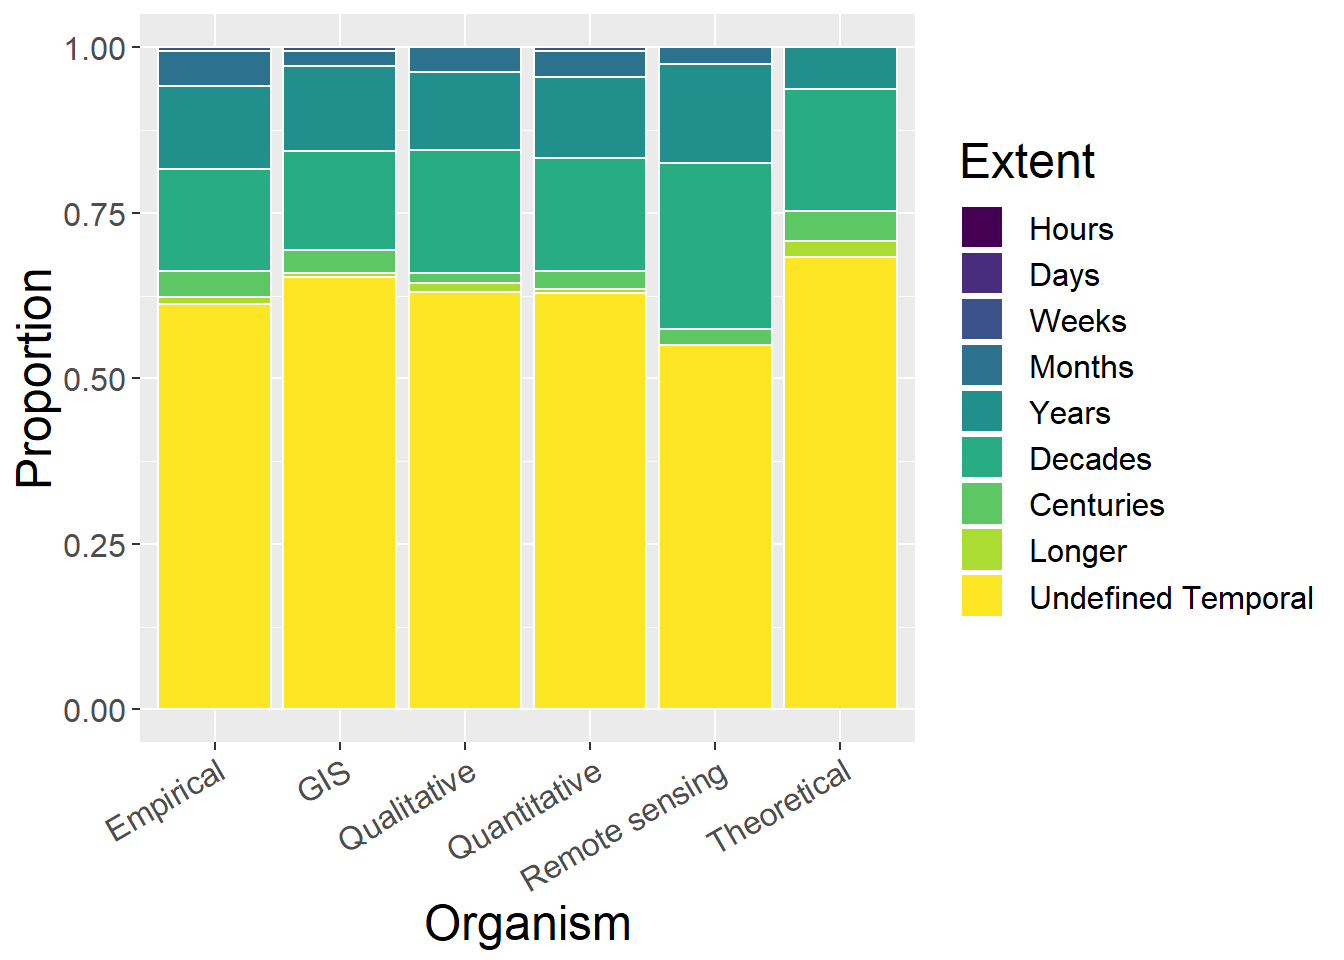 1.00
0.75
0.50
0.25
0.00
Proportion
Empirical
GIS
Qualitative
Quantitative
Remote sensing
Theoretical
Organism
Extent
Hours
Days
Weeks
Months
Years
Decades
Centuries
Longer
Undefined Temporal